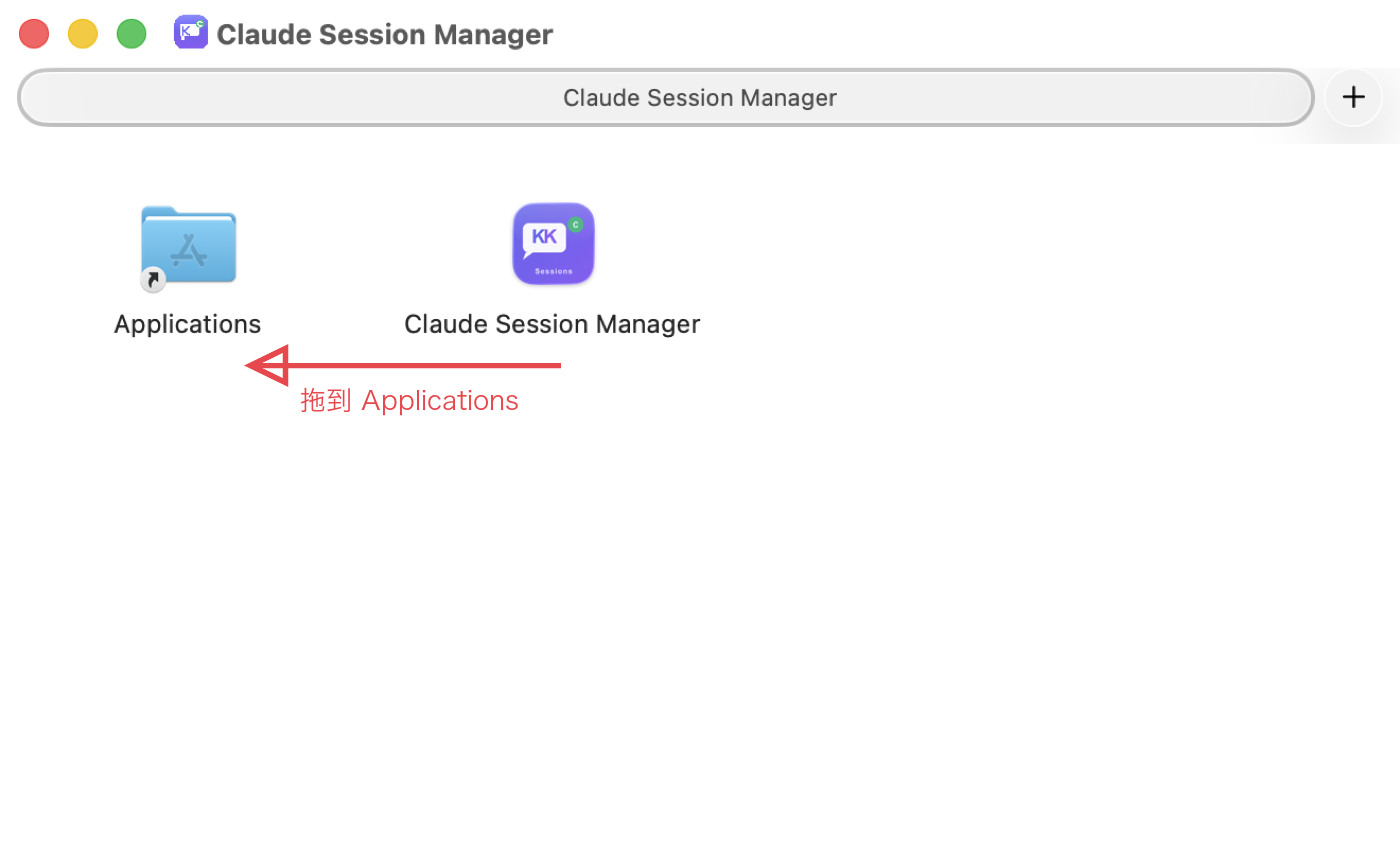 Claude Session Manager
Claude Session Manager
KK
C
Sessions
Applications
Claude Session Manager
拖到 Applications